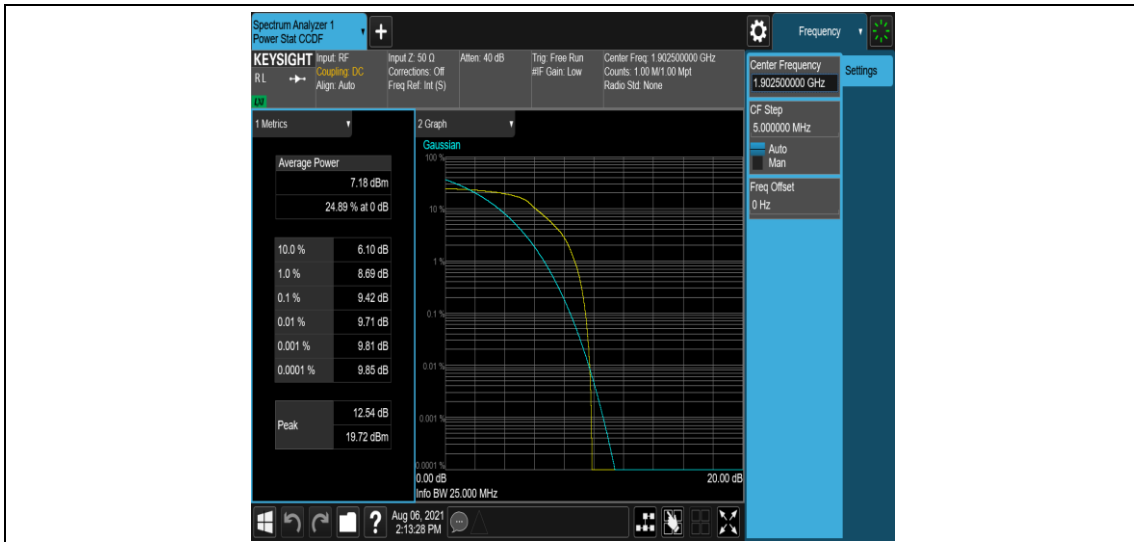 Spectrum Analyzer 1
Power Stat CCDF
Frequency
KEYSIGHT
RL
LM
Input: RF
Coupling: DC
Align: Auto
Input Z: 50 Ω
Corrections: Off
Freq Ref: Int (S)
Atten: 40 dB
Trig: Free Run
#IF Gain: Low
Center Freq: 1.902500000 GHz
Counts: 1.00 M/1.00 Mpt
Radio Std: None
Center Frequency
1.902500000 GHz
Settings
CF Step
5.000000 MHz
Auto
Man
Freq Offset
0 Hz
1 Metrics
Average Power
7.18 dBm
24.89 % at 0 dB
10.0 % 6.10 dB
1.0 % 8.69 dB
0.1 % 9.42 dB
0.01 % 9.71 dB
0.001 % 9.81 dB
0.0001 % 9.85 dB
Peak
12.54 dB
19.72 dBm
2 Graph
Gaussian
100 %
10 %
1 %
0.1 %
0.01 %
0.001 %
0.0001 %
0.00 dB 20.00 dB
Info BW 25.000 MHz
?
Aug 06, 2021
2:13:28 PM